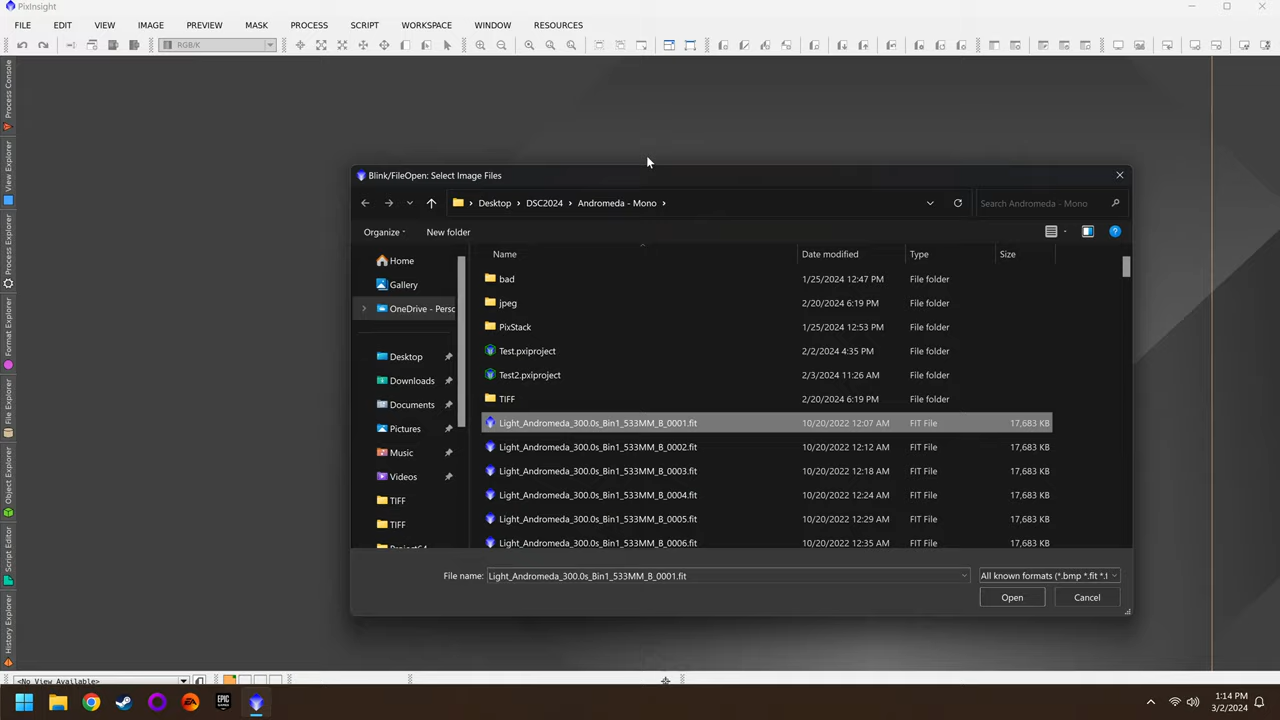 PixInsight
FILE EDIT VIEW IMAGE PREVIEW MASK PROCESS SCRIPT WORKSPACE WINDOW RESOURCES
RGB/K
Process Console
View Explorer
Process Explorer
Format Explorer
File Explorer
Object Explorer
Script Editor
History Explorer
Blink/FileOpen: Select Image Files
Desktop DSC2024 Andromeda - Mono
Search Andromeda - Mono
Organize New folder
Name Date modified Type Size
Home
Gallery
OneDrive - Persc
Desktop
Downloads
Documents
Pictures
Music
Videos
TIFF
TIFF
bad 1/25/2024 12:47 PM File folder
jpeg 2/20/2024 6:19 PM File folder
PixStack 1/25/2024 12:53 PM File folder
Test.pxiproject 2/2/2024 4:35 PM File folder
Test2.pxiproject 2/3/2024 11:26 AM File folder
TIFF 2/20/2024 6:19 PM File folder
Light_Andromeda_300.0s_Bin1_533MM_B_0001.fit 10/20/2022 12:07 AM FIT File 17,683 KB
Light_Andromeda_300.0s_Bin1_533MM_B_0002.fit 10/20/2022 12:12 AM FIT File 17,683 KB
Light_Andromeda_300.0s_Bin1_533MM_B_0003.fit 10/20/2022 12:18 AM FIT File 17,683 KB
Light_Andromeda_300.0s_Bin1_533MM_B_0004.fit 10/20/2022 12:24 AM FIT File 17,683 KB
Light_Andromeda_300.0s_Bin1_533MM_B_0005.fit 10/20/2022 12:29 AM FIT File 17,683 KB
Light_Andromeda_300.0s_Bin1_533MM_B_0006.fit 10/20/2022 12:35 AM FIT File 17,683 KB
File name: Light_Andromeda_300.0s_Bin1_533MM_B_0001.fit
All known formats (*.bmp *.fit *.l
Open Cancel
<No View Available>
EPIC
EA
1:14 PM
3/2/2024